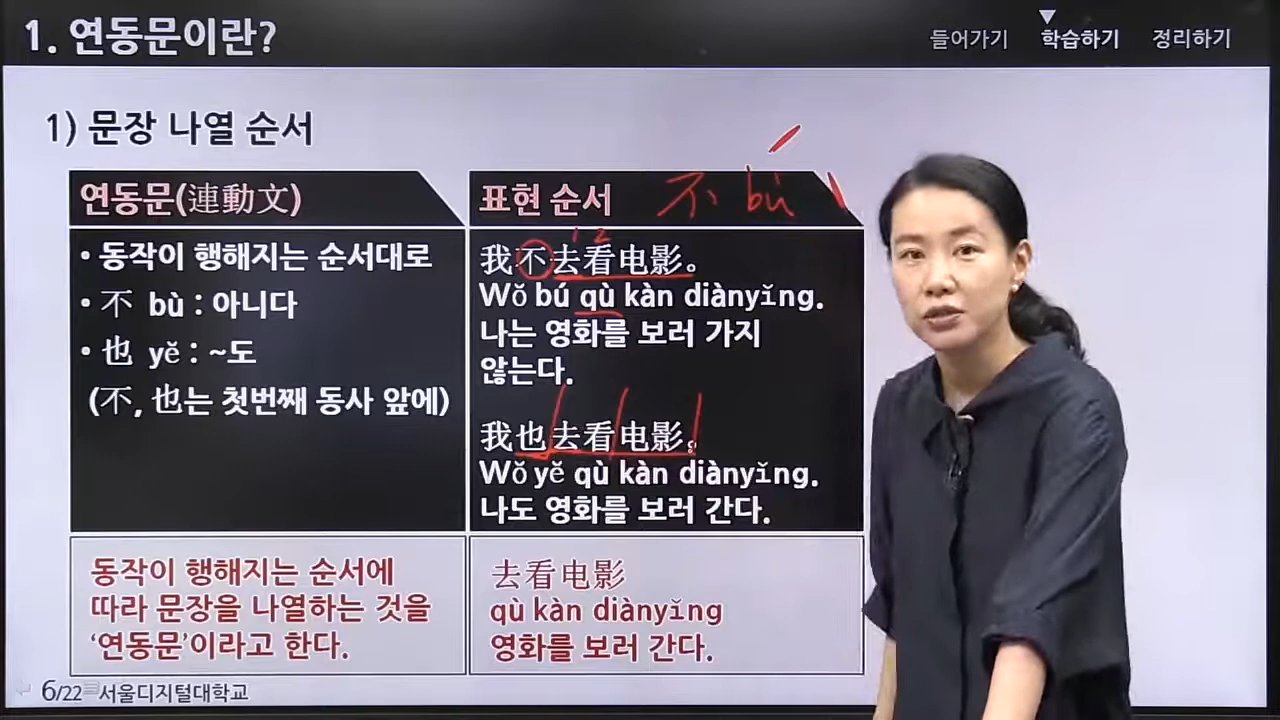 1. 연동문이란?
들어가기 학습하기 정리하기
1) 문장 나열 순서
연동문(連動文)
• 동작이 행해지는 순서대로
• 不 bù : 아니다
• 也 yě : ~도
(不, 也는 첫번째 동사 앞에)
동작이 행해지는 순서에
따라 문장을 나열하는 것을
‘연동문’이라고 한다.
표현 순서 不 bú
1 2
我不去看电影。
Wǒ bú qù kàn diànyǐng.
나는 영화를 보러 가지
않는다.
我也去看电影。
Wǒ yě qù kàn diànyǐng.
나도 영화를 보러 간다.
去看电影
qù kàn diànyǐng
영화를 보러 간다.
6/22 서울디지털대학교